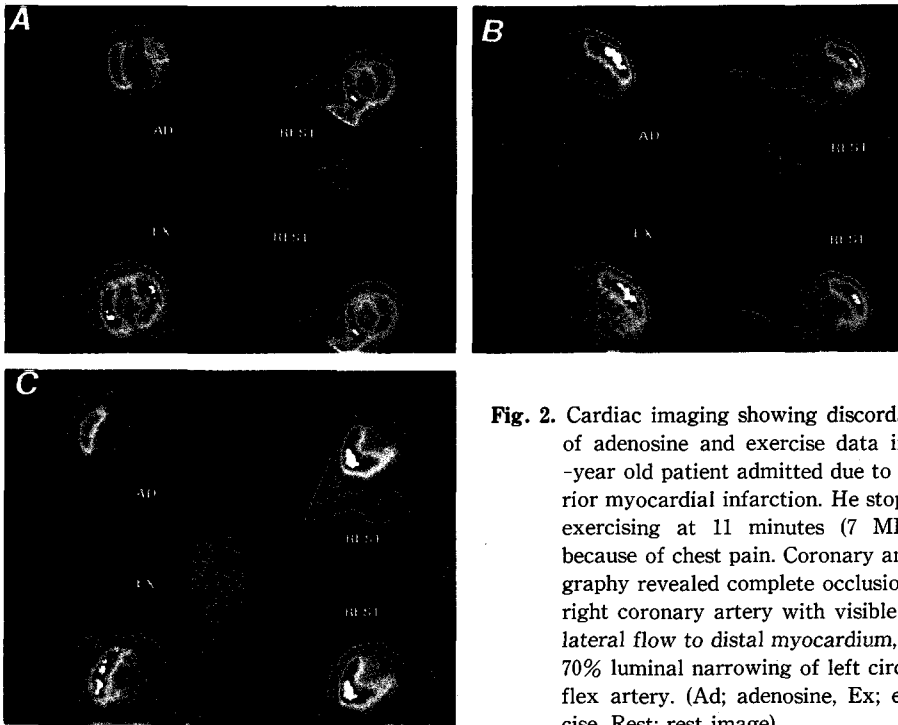 A
AD
REST
EX
REST
B
AD
REST
EX
REST
C
AD
REST
EX
REST
Fig. 2. Cardiac imaging showing discorda
of adenosine and exercise data i
-year old patient admitted due to
rior myocardial infarction. He stop
exercising at 11 minutes (7 M
because of chest pain. Coronary an
graphy revealed complete occlusion
right coronary artery with visible
lateral flow to distal myocardium,
70% luminal narrowing of left circ
flex artery. (Ad; adenosine, Ex; e
cise, Rest; rest image)